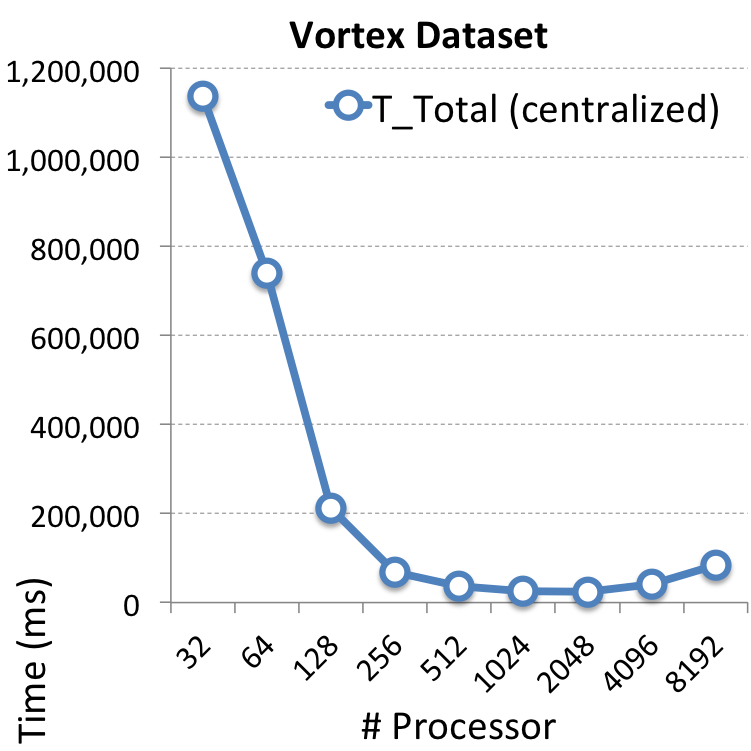 Vortex Dataset
T_Total (centralized)
1,200,000
1,000,000
800,000
600,000
400,000
200,000
0
Time (ms)
32 64 128 256 512 1024 2048 4096 8192
# Processor